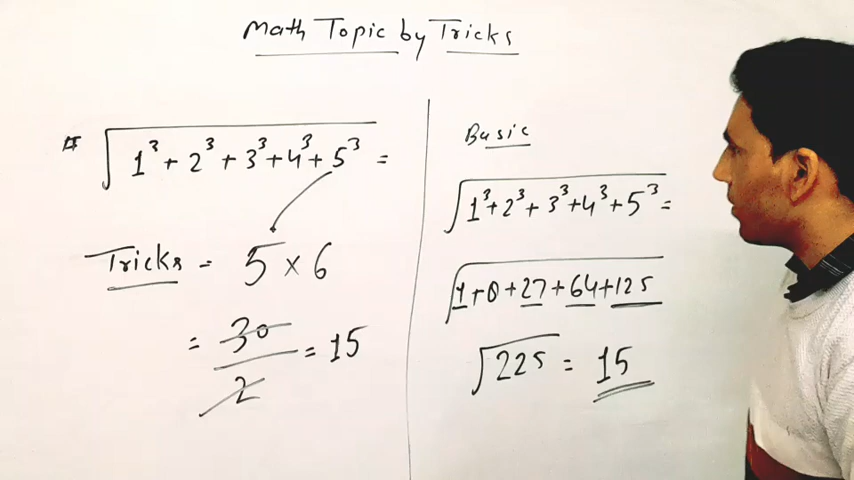 Math Topic by Tricks
√1³ + 2³ + 3³ + 4³ + 5³ =
Tricks = 5 × 6
= 30/2 = 15
Basic
√1³ + 2³ + 3³ + 4³ + 5³ =
√1 + 8 + 27 + 64 + 125
√225 = 15